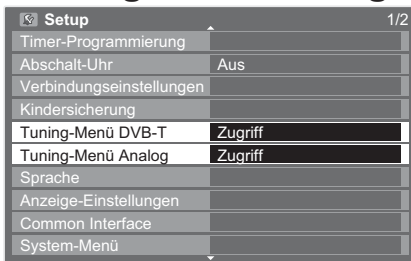 Setup 1/2
Timer-Programmierung
Abschalt-Uhr Aus
Verbindungseinstellungen
Kindersicherung
Tuning-Menü DVB-T Zugriff
Tuning-Menü Analog Zugriff
Sprache
Anzeige-Einstellungen
Common Interface
System-Menü